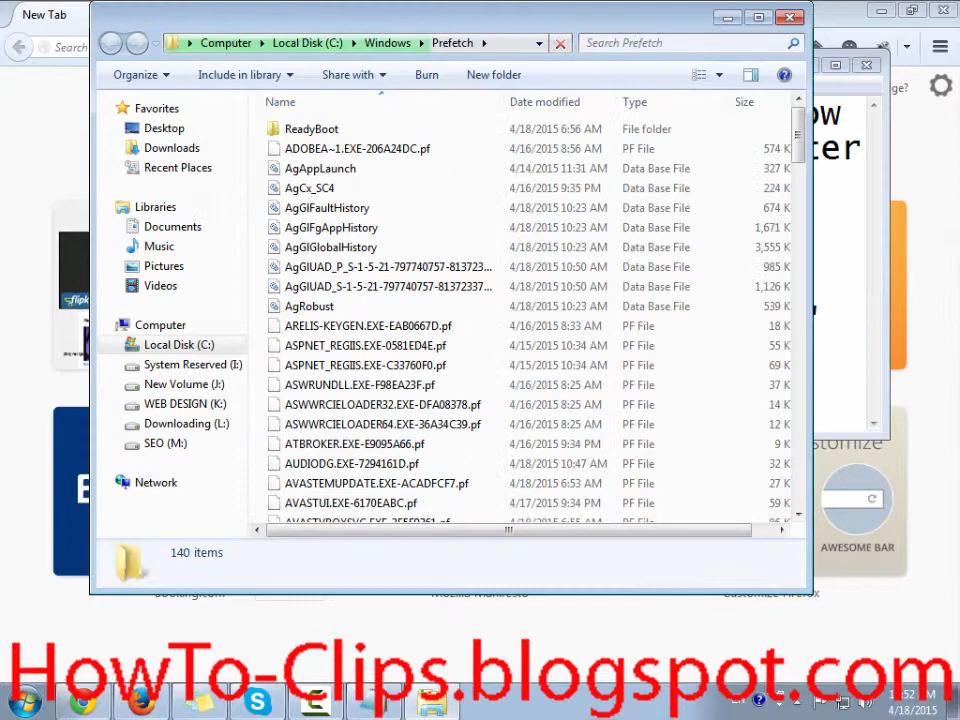 New Tab
Computer Local Disk (C:) Windows Prefetch
Search Prefetch
Search
Organize Include in library Share with Burn New folder
Name Date modified Type Size
Favorites
Desktop
Downloads
Recent Places
Libraries
Documents
Music
Pictures
Videos
Computer
Local Disk (C:)
System Reserved (I:)
New Volume (J:)
WEB DESIGN (K:)
Downloading (L:)
SEO (M:)
Network
ReadyBoot 4/18/2015 6:56 AM File folder
ADOBEA~1.EXE-206A24DC.pf 4/16/2015 8:56 AM PF File 574 K
AgAppLaunch 4/14/2015 11:31 AM Data Base File 327 K
AgCx_SC4 4/16/2015 9:35 PM Data Base File 224 K
AgGlFaultHistory 4/18/2015 10:23 AM Data Base File 674 K
AgGlFgAppHistory 4/18/2015 10:23 AM Data Base File 1,671 K
AgGlGlobalHistory 4/18/2015 10:23 AM Data Base File 3,555 K
AgGlUAD_P_S-1-5-21-797740757-813723... 4/18/2015 10:50 AM Data Base File 985 K
AgGlUAD_S-1-5-21-797740757-81372337... 4/18/2015 10:50 AM Data Base File 1,126 K
AgRobust 4/18/2015 10:23 AM Data Base File 539 K
ARELIS-KEYGEN.EXE-EAB0667D.pf 4/16/2015 8:33 AM PF File 18 K
ASPNET_REGIIS.EXE-0581ED4E.pf 4/15/2015 10:34 AM PF File 55 K
ASPNET_REGIIS.EXE-C33760F0.pf 4/15/2015 10:34 AM PF File 69 K
ASWRUNDLL.EXE-F98EA23F.pf 4/16/2015 8:25 AM PF File 37 K
ASWWRCIELOADER32.EXE-DFA08378.pf 4/16/2015 8:25 AM PF File 14 K
ASWWRCIELOADER64.EXE-36A34C39.pf 4/16/2015 8:25 AM PF File 12 K
ATBROKER.EXE-E9095A66.pf 4/16/2015 9:34 PM PF File 9 K
AUDIODG.EXE-7294161D.pf 4/18/2015 10:47 AM PF File 32 K
AVASTEMUPDATE.EXE-ACADFCF7.pf 4/18/2015 6:53 AM PF File 27 K
AVASTUI.EXE-6170EABC.pf 4/17/2015 9:34 PM PF File 59 K
140 items
AWESOME BAR
HowTo-Clips.blogspot.com
4/18/2015